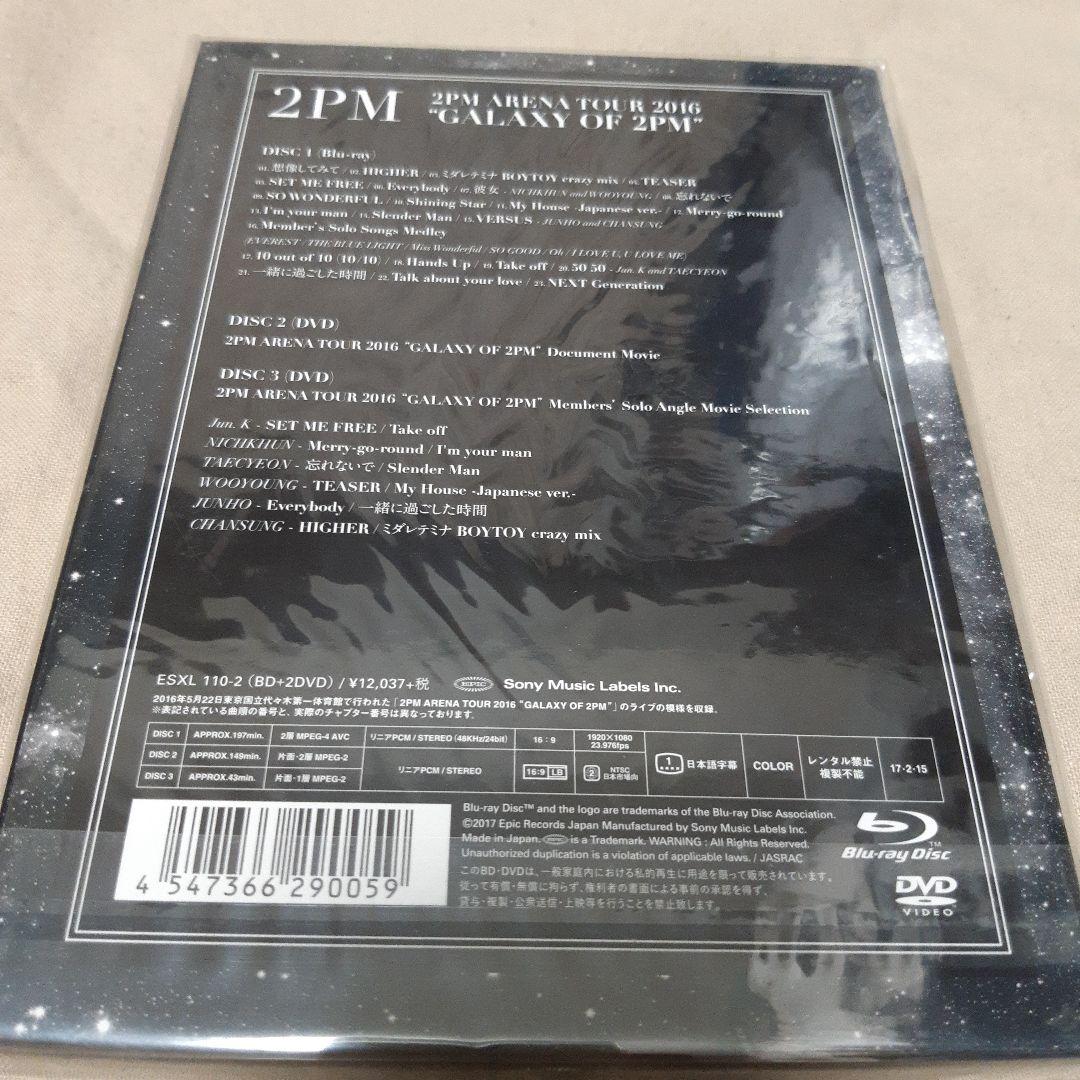 2PM 2PM ARENA TOUR 2016
"GALAXY OF 2PM"
DISC 1 (Blu-ray)
01. 想像してみて / 02. HIGHER / 03. ミダレテミナ BOYTOY crazy mix / 04. TEASER
05. SET ME FREE / 06. Everybody / 07. 彼女 - NICHKHUN and WOOYOUNG / 08. 忘れないで
09. SO WONDERFUL / 10. Shining Star / 11. My House -Japanese ver.- / 12. Merry-go-round
13. I'm your man / 14. Slender Man / 15. VERSUS - JUNHO and CHANSUNG
16. Member's Solo Songs Medley
(EVEREST / THE BLUE LIGHT / Miss Wonderful / SO GOOD / Oh / I LOVE U, U LOVE ME)
17. 10 out of 10 (10/10) / 18. Hands Up / 19. Take off / 20. 50 50 - Jun. K and TAECYEON
21. 一緒に過ごした時間 / 22. Talk about your love / 23. NEXT Generation
DISC 2 (DVD)
2PM ARENA TOUR 2016 "GALAXY OF 2PM" Document Movie
DISC 3 (DVD)
2PM ARENA TOUR 2016 "GALAXY OF 2PM" Members' Solo Angle Movie Selection
Jun. K - SET ME FREE / Take off
NICHKHUN - Merry-go-round / I'm your man
TAECYEON - 忘れないで / Slender Man
WOOYOUNG - TEASER / My House -Japanese ver.-
JUNHO - Everybody / 一緒に過ごした時間
CHANSUNG - HIGHER / ミダレテミナ BOYTOY crazy mix
ESXL 110-2 (BD+2DVD) / ¥12,037+税 EPIC Sony Music Labels Inc.
2016年5月22日東京国立代々木第一体育館で行われた「2PM ARENA TOUR 2016 "GALAXY OF 2PM"」のライブの模様を収録。
※表記されている曲順の番号と、実際のチャプター番号は異なっております。
DISC 1 APPROX.197min. 2層 MPEG-4 AVC リニアPCM / STEREO (48KHz/24bit) 16:9 1920×1080 23.976fps
DISC 2 APPROX.149min. 片面・2層 MPEG-2 リニアPCM / STEREO 16:9 LB 2 NTSC 日本市場向
DISC 3 APPROX.43min. 片面・1層 MPEG-2
1 日本語字幕 COLOR レンタル禁止 複製不能 17・2・15
Blu-ray Disc™ and the logo are trademarks of the Blu-ray Disc Association.
©2017 Epic Records Japan Manufactured by Sony Music Labels Inc.
Made in Japan. EPIC is a Trademark. WARNING : All Rights Reserved.
Unauthorized duplication is a violation of applicable laws. / JASRAC
このBD・DVDは、一般家庭内における私的再生に用途を限って販売されています。
従って有償・無償に拘らず、権利者の書面による事前の承認を得ず、
貸与・複製・公衆送信・上映等を行うことを禁止致します。
Blu-ray Disc™
DVD
VIDEO
4 547366 290059